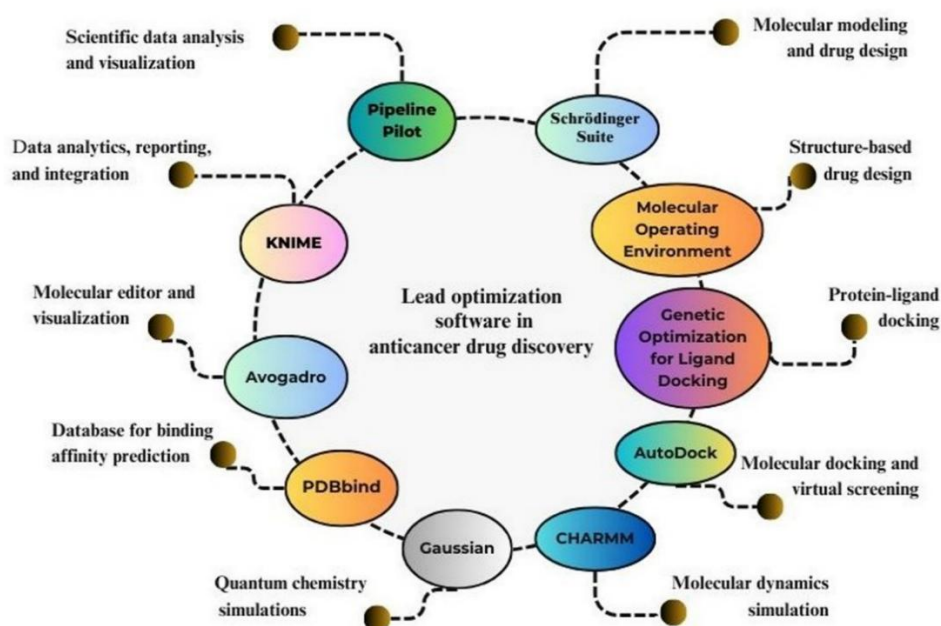 Scientific data analysis
and visualization
Pipeline
Pilot
Molecular modeling
and drug design
Schrödinger
Suite
Data analytics, reporting,
and integration
KNIME
Structure-based
drug design
Molecular
Operating
Environment
Lead optimization
software in
anticancer drug discovery
Protein-ligand
docking
Genetic
Optimization
for Ligand
Docking
Molecular editor and
visualization
Avogadro
Database for binding
affinity prediction
PDBbind
AutoDock
Molecular docking and
virtual screening
Gaussian
CHARMM
Quantum chemistry
simulations
Molecular dynamics
simulation